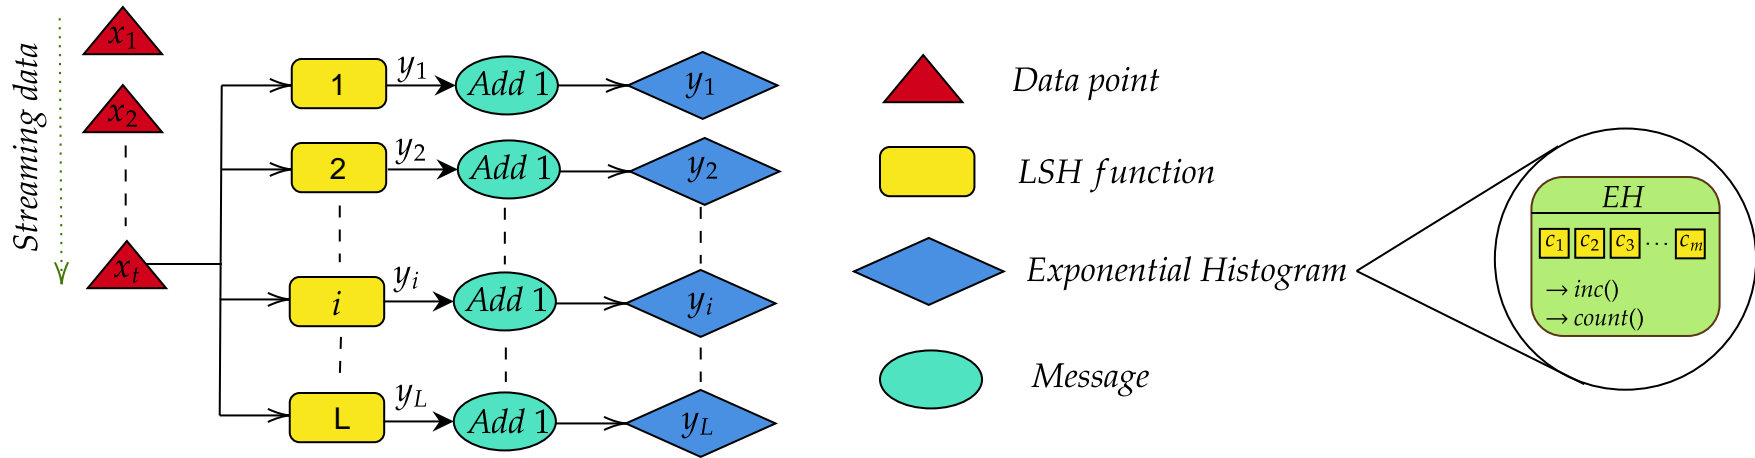 Streaming data
x1
x2
xt
1
y1
Add 1
y1
2
y2
Add 1
y2
i
yi
Add 1
yi
L
yL
Add 1
yL
Data point
LSH function
Exponential Histogram
Message
EH
c1 c2 c3 ... cm
→ inc()
→ count()